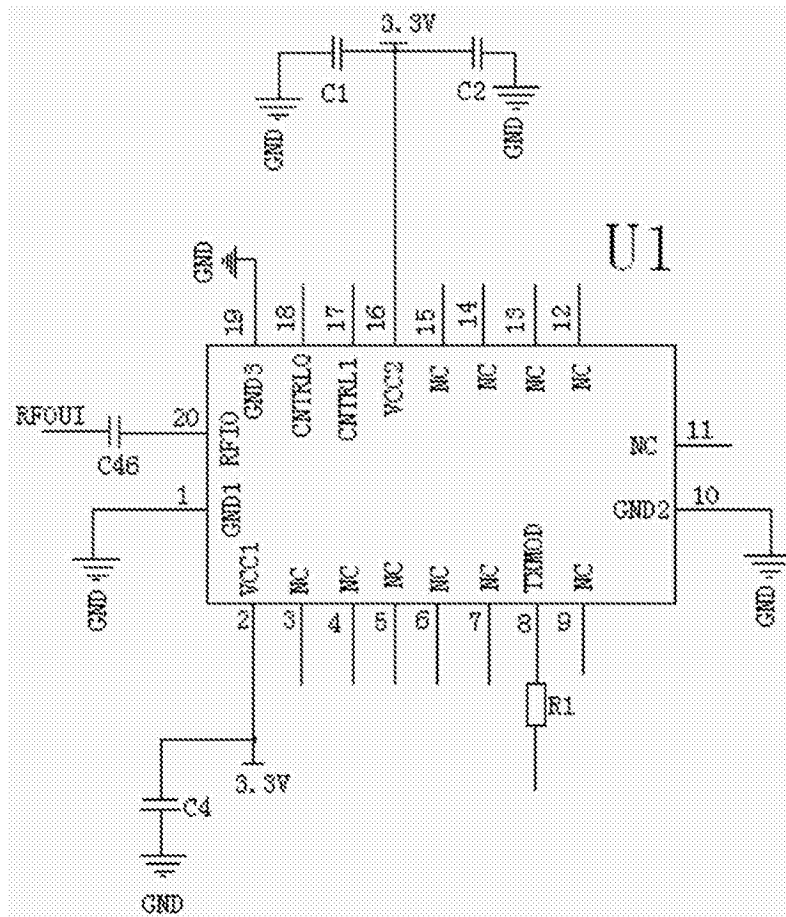 3.3V
C1
C2
GND
GND
U1
GND
19
18
17
16
15
14
13
12
GND3
CNTRL0
CNTRL1
VCC2
NC
NC
NC
NC
RFOUI
C46
20
RFIO
NC
11
1
GND1
GND2
10
GND
VCC1
NC
NC
NC
NC
NC
TXMOD
NC
GND
2
3
4
5
6
7
8
9
R1
3.3V
C4
GND